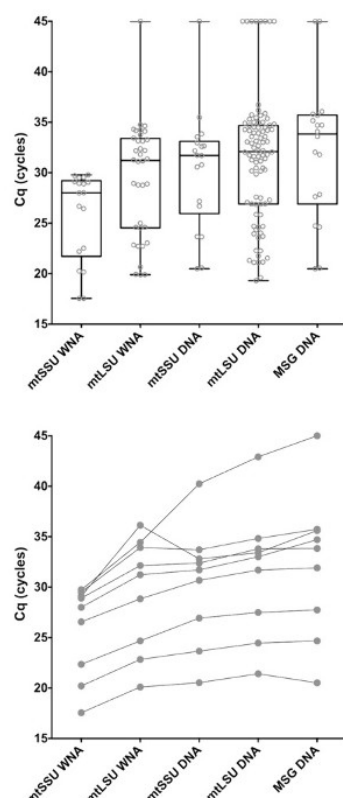 45
40
35
30
25
20
15
Cq (cycles)
mtSSU WNA
mtLSU WNA
mtSSU DNA
mtLSU DNA
MSG DNA
45
40
35
30
25
20
15
Cq (cycles)
mtSSU WNA
mtLSU WNA
mtSSU DNA
mtLSU DNA
MSG DNA